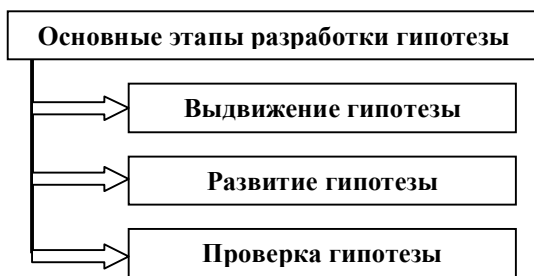 Основные этапы разработки гипотезы
Выдвижение гипотезы
Развитие гипотезы
Проверка гипотезы